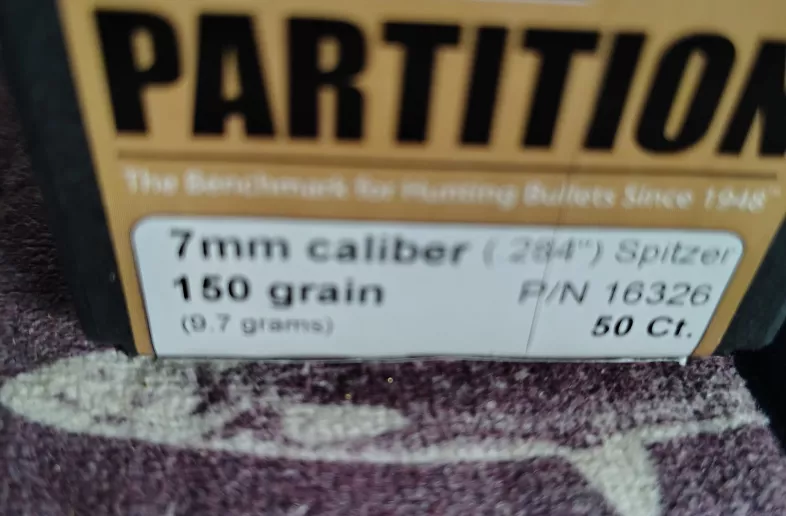 PARTITION
The Benchmark for Hunting Bullets Since 1948™
7mm caliber (.284") Spitzer
150 grain P/N 16326
(9.7 grams) 50 Ct.